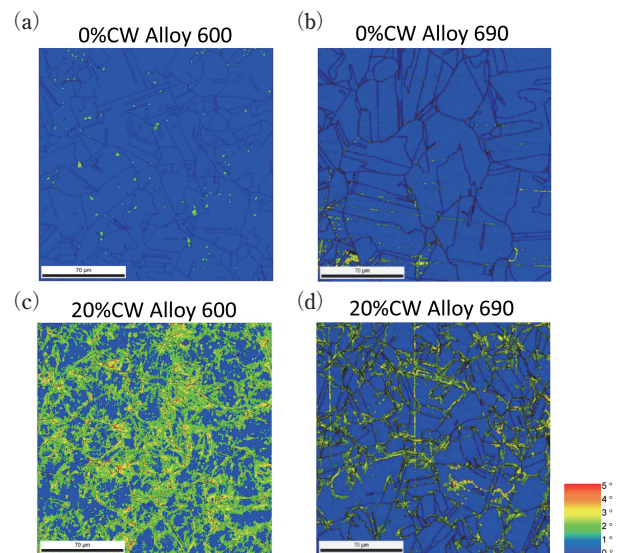 (a)
0%CW Alloy 600
70 μm
(b)
0%CW Alloy 690
70 μm
(c)
20%CW Alloy 600
70 μm
(d)
20%CW Alloy 690
70 μm
5 °
4 °
3 °
2 °
1 °
0 °